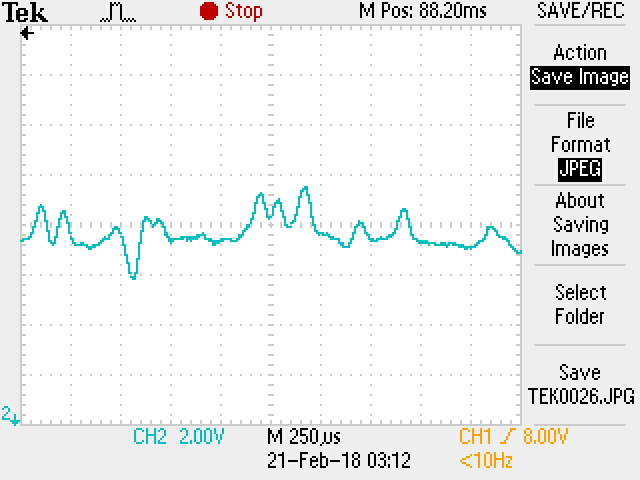 Tek Stop M Pos: 88.20ms SAVE/REC
Action
Save Image
File
Format
JPEG
About
Saving
Images
Select
Folder
Save
TEK0026.JPG
2
CH2 2.00V M 250µs CH1 8.00V
21-Feb-18 03:12 <10Hz